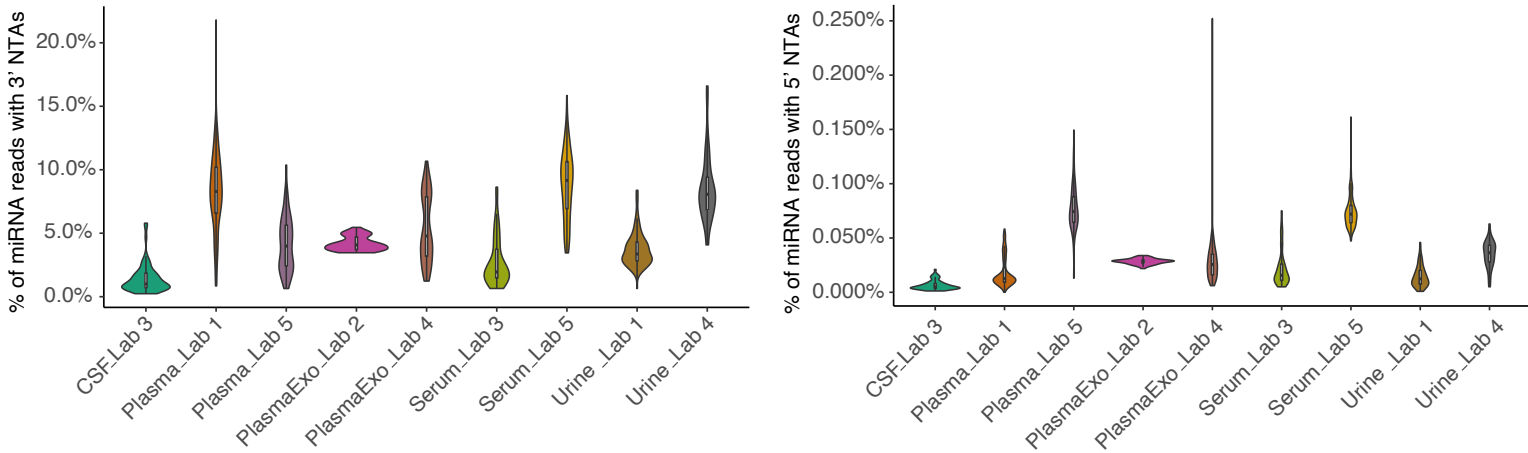 % of miRNA reads with 3’ NTAs
20.0%
15.0%
10.0%
5.0%
0.0%
CSF_Lab 3
Plasma_Lab 1
Plasma_Lab 5
PlasmaExo_Lab 2
PlasmaExo_Lab 4
Serum_Lab 3
Serum_Lab 5
Urine _Lab 1
Urine_Lab 4
% of miRNA reads with 5’ NTAs
0.250%
0.200%
0.150%
0.100%
0.050%
0.000%
CSF_Lab 3
Plasma_Lab 1
Plasma_Lab 5
PlasmaExo_Lab 2
PlasmaExo_Lab 4
Serum_Lab 3
Serum_Lab 5
Urine _Lab 1
Urine_Lab 4